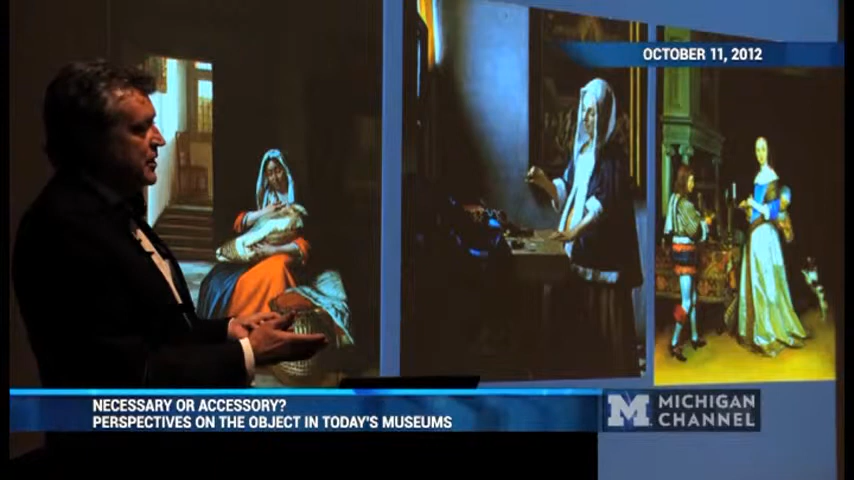 OCTOBER 11, 2012
NECESSARY OR ACCESSORY?
PERSPECTIVES ON THE OBJECT IN TODAY'S MUSEUMS
M MICHIGAN
CHANNEL